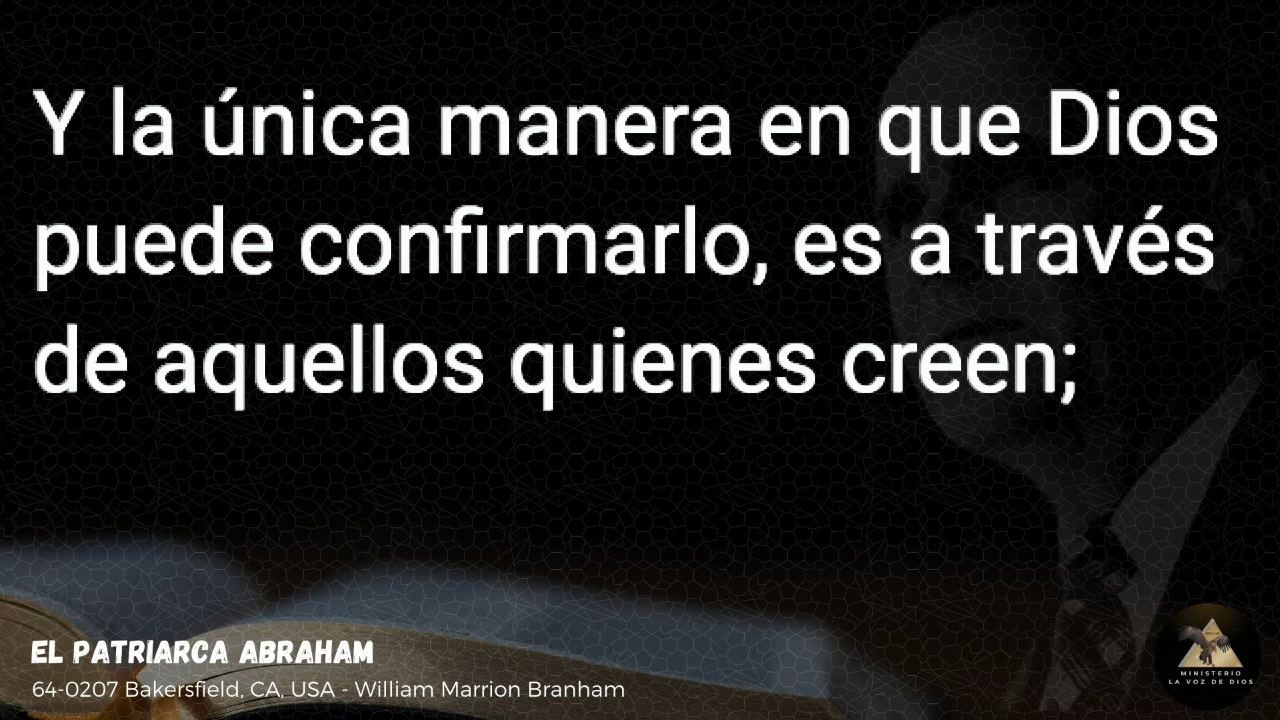 Y la única manera en que Dios
puede confirmarlo, es a través
de aquellos quienes creen;
EL PATRIARCA ABRAHAM
64-0207 Bakersfield, CA, USA - William Marrion Branham
MINISTERIO
LA VOZ DE DIOS